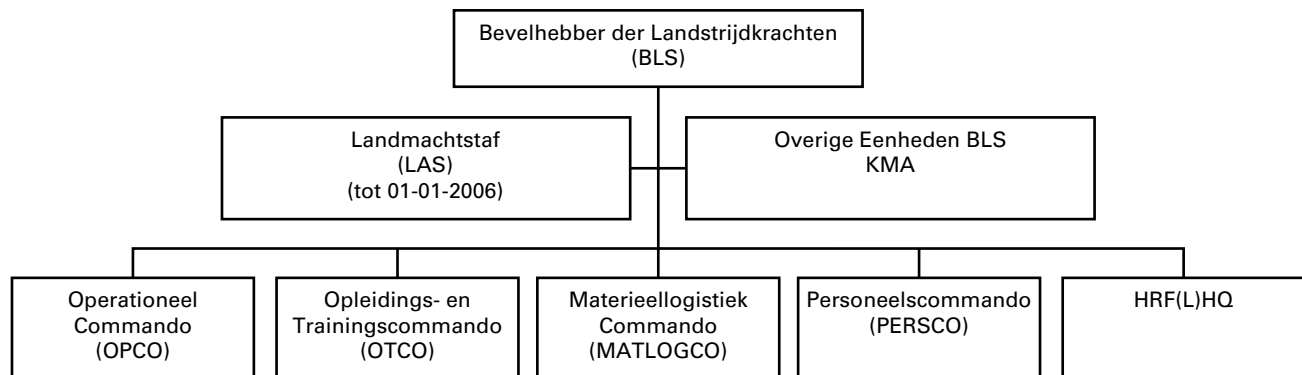 Bevelhebber der Landstrijdkrachten
(BLS)
Landmachtstaf
(LAS)
(tot 01-01-2006)
Overige Eenheden BLS
KMA
Operationeel
Commando
(OPCO)
Opleidings- en
Trainingscommando
(OTCO)
Materieellogistiek
Commando
(MATLOGCO)
Personeelscommando
(PERSCO)
HRF(L)HQ